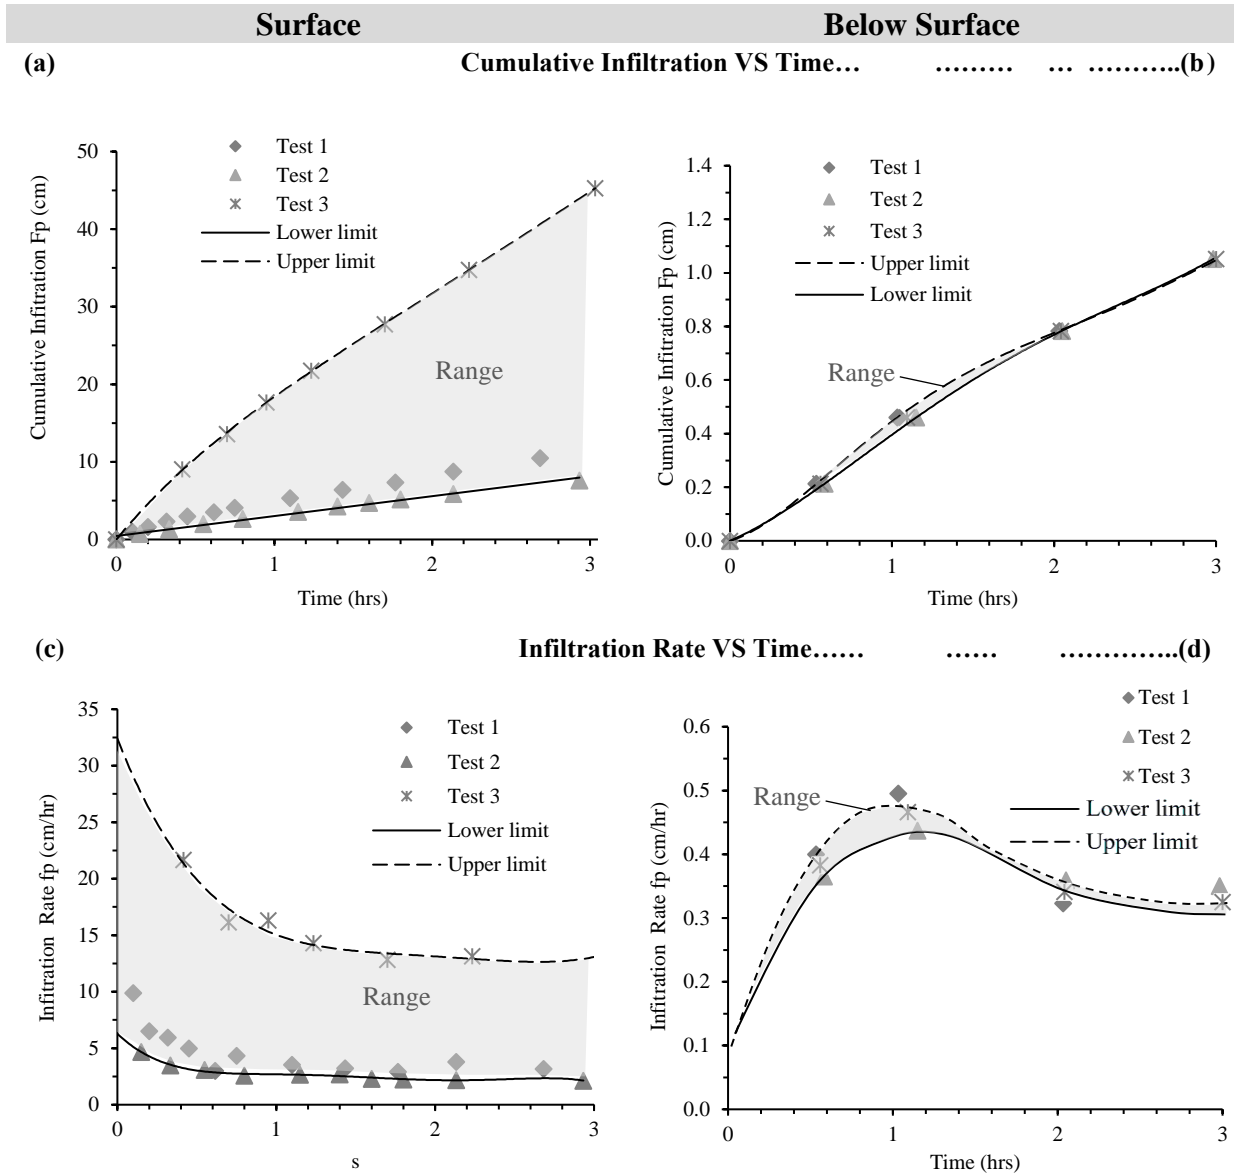 Surface Below Surface
(a) Cumulative Infiltration VS Time… ……… … ………..(b)
Test 1
Test 2
Test 3
Lower limit
Upper limit
Cumulative Infitration Fp (cm)
50
40
30
20
10
0
Range
0 1 2 3
Time (hrs)
Test 1
Test 2
Test 3
Upper limit
Lower limit
Cumulative Infitration Fp (cm)
1.4
1.2
1.0
0.8
0.6
0.4
0.2
0.0
Range
0 1 2 3
Time (hrs)
(c) Infiltration Rate VS Time…… …… …………..(d)
Test 1
Test 2
Test 3
Lower limit
Upper limit
Infitration Rate fp (cm/hr)
35
30
25
20
15
10
5
0
Range
0 1 2 3
s
Test 1
Test 2
Test 3
Lower limit
Upper limit
Infitration Rate fp (cm/hr)
0.6
0.5
0.4
0.3
0.2
0.1
0.0
Range
0 1 2 3
Time (hrs)